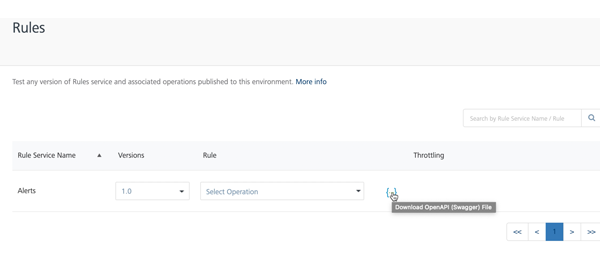 Rules
Test any version of Rules service and associated operations published to this environment. More info
Search by Rule Service Name / Rule
Rule Service Name ▲ Versions Rule Throttling
Alerts 1.0 Select Operation
Download OpenAPI (Swagger) File
<< < 1 > >>